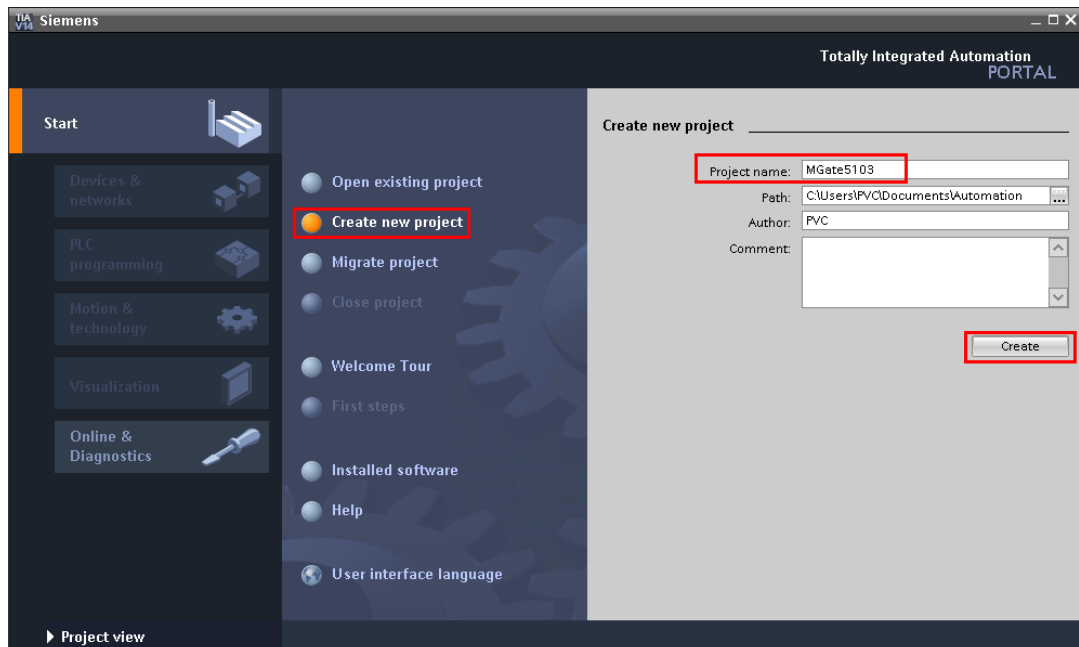 TIA V14 Siemens
Totally Integrated Automation
PORTAL
Start
Devices &
networks
PLC
programming
Motion &
technology
Visualization
Online &
Diagnostics
Open existing project
Create new project
Migrate project
Close project
Welcome Tour
First steps
Installed software
Help
User interface language
Create new project
Project name: MGate5103
Path: C:\Users\PVC\Documents\Automation ...
Author: PVC
Comment:
Create
Project view